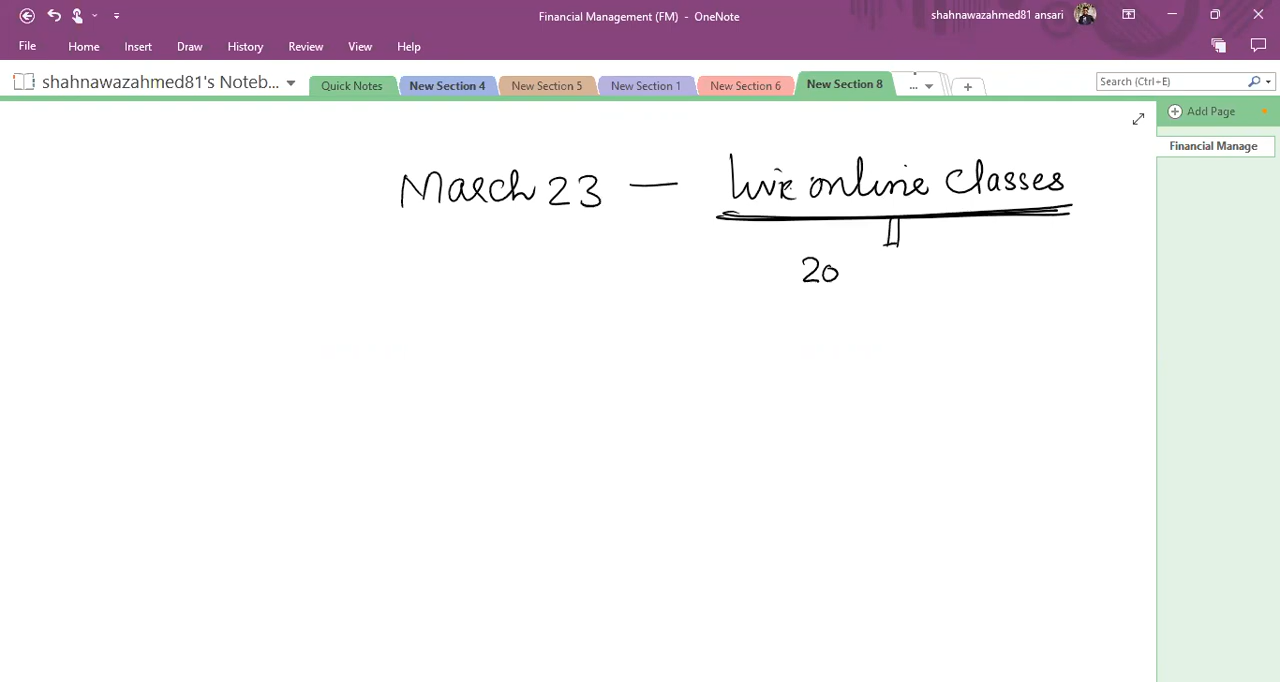 Financial Management (FM) - OneNote
shahnawazahmed81 ansari
File Home Insert Draw History Review View Help
shahnawazahmed81's Noteb... Quick Notes New Section 4 New Section 5 New Section 1 New Section 6 New Section 8 ... + Search (Ctrl+E)
Add Page
Financial Manage
March 23 — live online classes
20